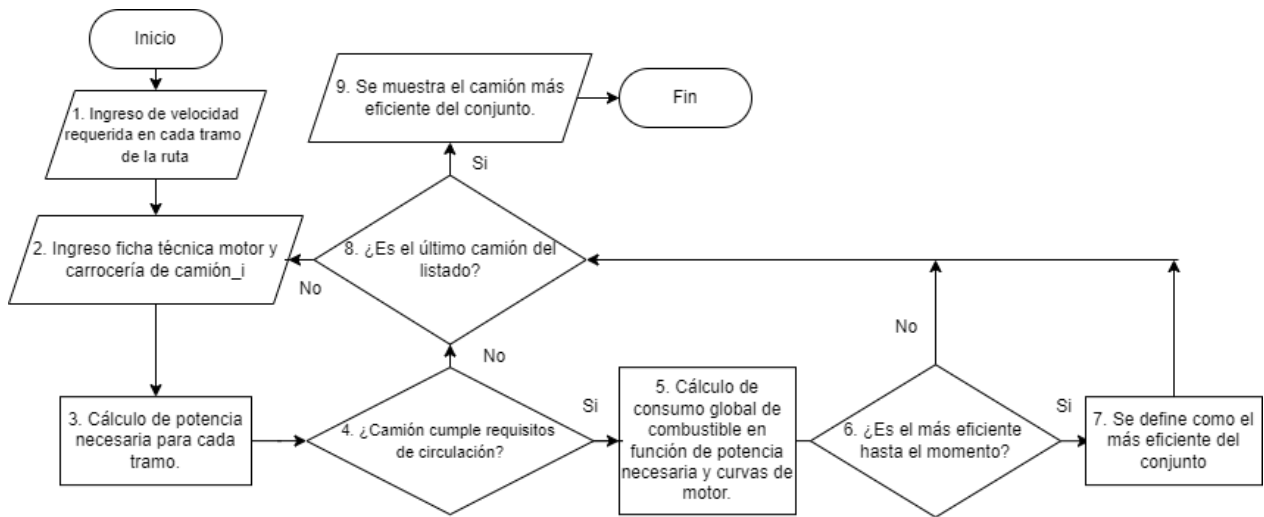 Inicio
1. Ingreso de velocidad
requerida en cada tramo
de la ruta
2. Ingreso ficha técnica motor y
carrocería de camión_i
3. Cálculo de potencia
necesaria para cada
tramo.
4. ¿Camión cumple requisitos
de circulación?
No
Si
5. Cálculo de
consumo global de
combustible en
función de potencia
necesaria y curvas de
motor.
6. ¿Es el más eficiente
hasta el momento?
No
Si
7. Se define como el
más eficiente del
conjunto
8. ¿Es el último camión del
listado?
No
Si
9. Se muestra el camión más
eficiente del conjunto.
Fin